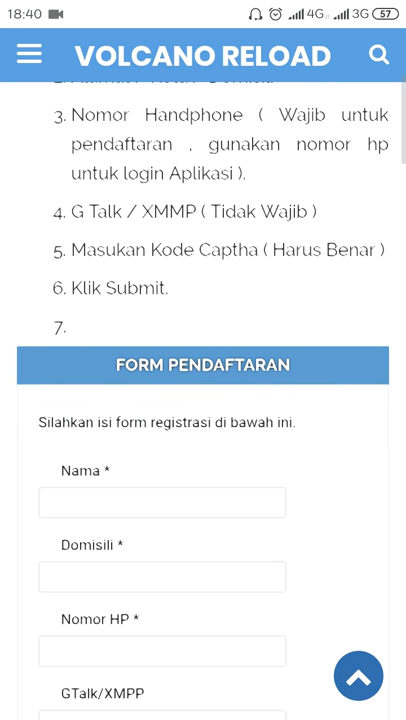 18:40 4G 3G 57
VOLCANO RELOAD
3. Nomor Handphone ( Wajib untuk
pendaftaran , gunakan nomor hp
untuk login Aplikasi ).
4. G Talk / XMMP ( Tidak Wajib )
5. Masukan Kode Captha ( Harus Benar )
6. Klik Submit.
7.
FORM PENDAFTARAN
Silahkan isi form registrasi di bawah ini.
Nama *
Domisili *
Nomor HP *
GTalk/XMPP